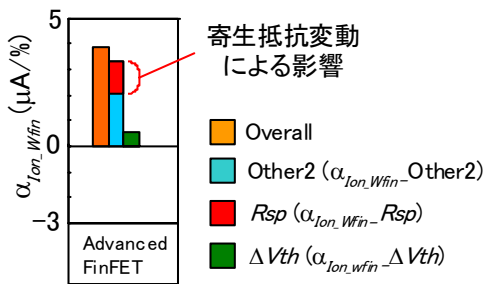 5
0
−3
α_Ion_Wfin (μA/%)
寄生抵抗変動
による影響
Overall
Other2 (α_Ion_Wfin_Other2)
Rsp (α_Ion_Wfin_Rsp)
ΔVth (α_Ion_wfin_ΔVth)
Advanced
FinFET